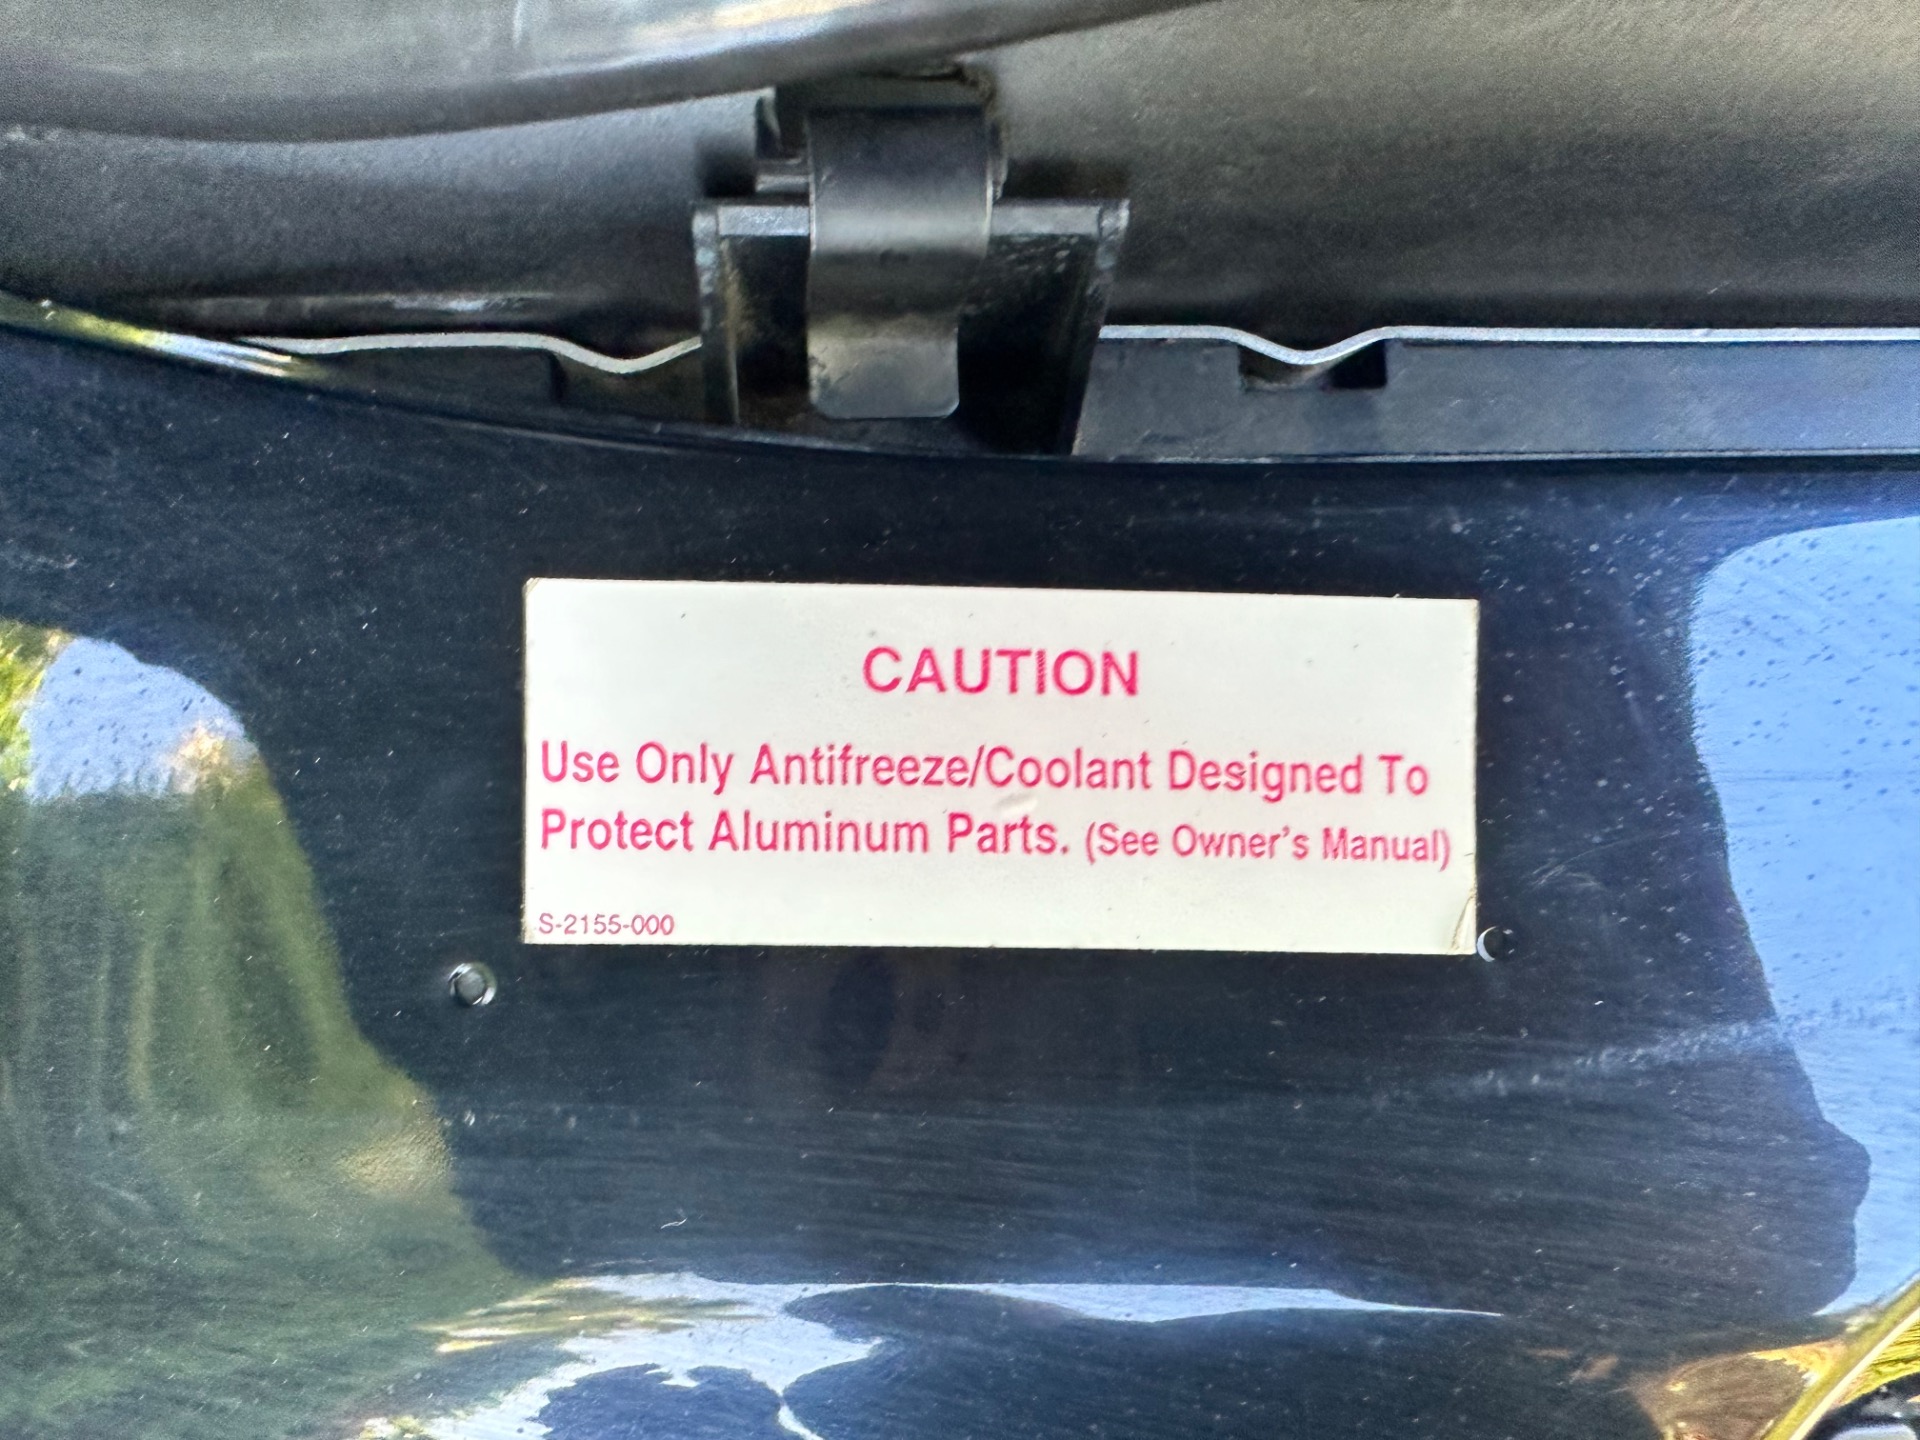 CAUTION
Use Only Antifreeze/Coolant Designed To
Protect Aluminum Parts. (See Owner's Manual)
S-2155-000